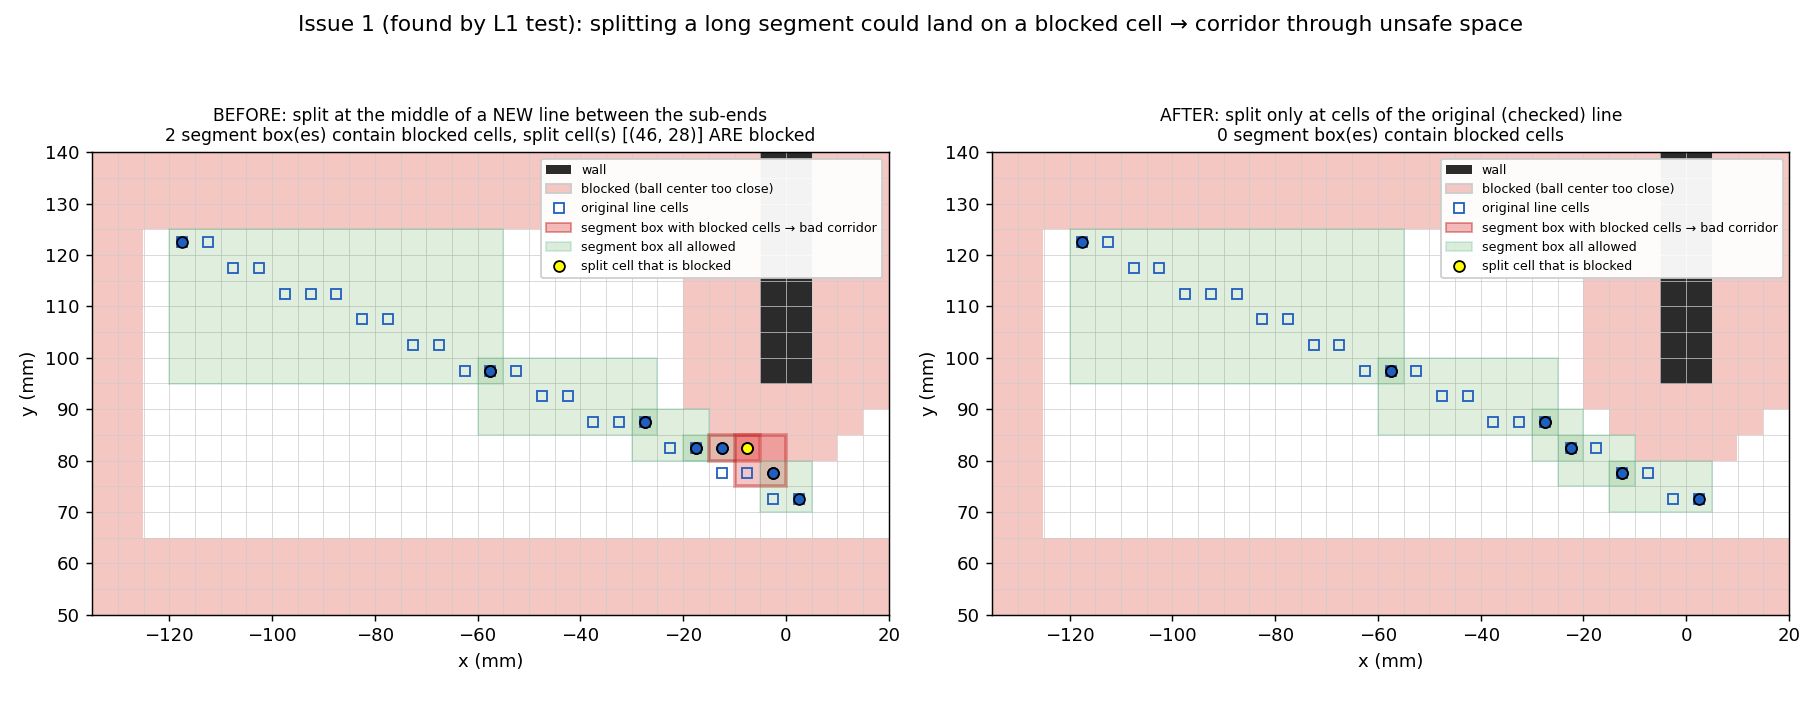 Issue 1 (found by L1 test): splitting a long segment could land on a blocked cell → corridor through unsafe space
BEFORE: split at the middle of a NEW line between the sub-ends
2 segment box(es) contain blocked cells, split cell(s) [(46, 28)] ARE blocked
wall
blocked (ball center too close)
original line cells
segment box with blocked cells → bad corridor
segment box all allowed
split cell that is blocked
140
130
120
110
100
90
80
70
60
50
y (mm)
−120
−100
−80
−60
−40
−20
0
20
x (mm)
AFTER: split only at cells of the original (checked) line
0 segment box(es) contain blocked cells
wall
blocked (ball center too close)
original line cells
segment box with blocked cells → bad corridor
segment box all allowed
split cell that is blocked
140
130
120
110
100
90
80
70
60
50
y (mm)
−120
−100
−80
−60
−40
−20
0
20
x (mm)